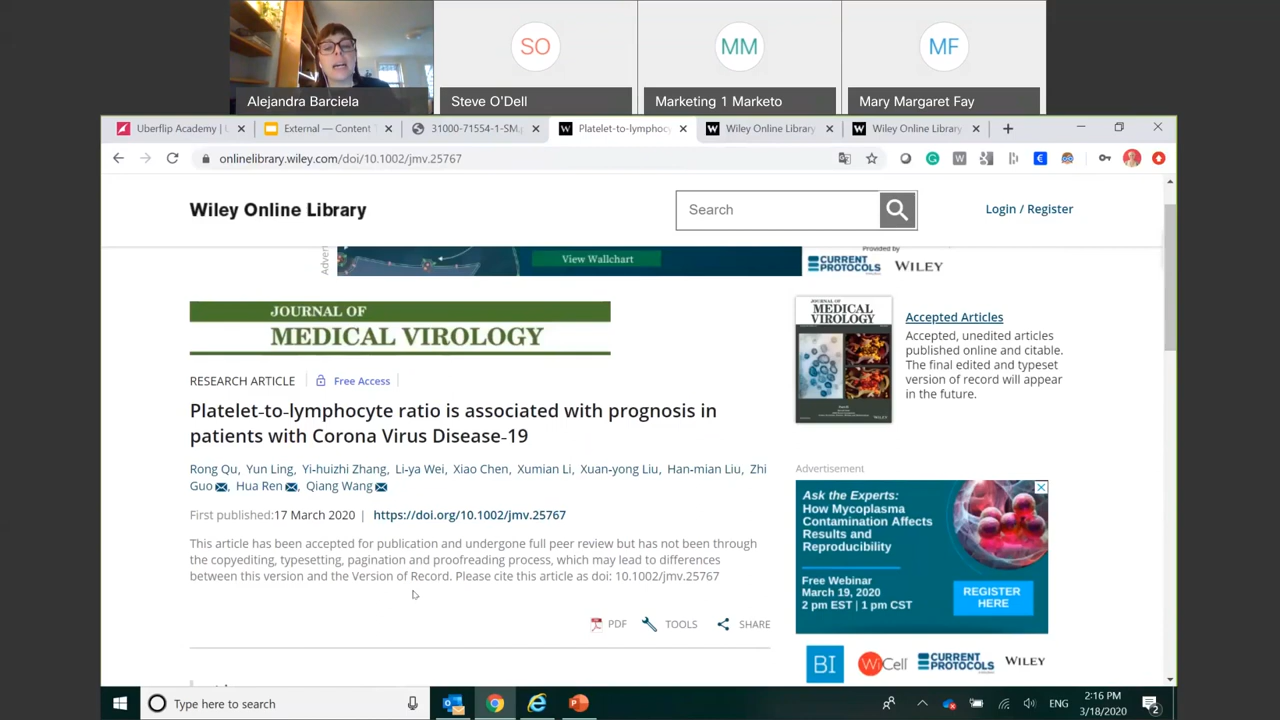 SO
MM
MF
Alejandra Barciela
Steve O'Dell
Marketing 1 Marketo
Mary Margaret Fay
Uberflip Academy |
External — Content
31000-71554-1-SM.
Platelet-to-lymphoc
Wiley Online Library
Wiley Online Library
onlinelibrary.wiley.com/doi/10.1002/jmv.25767
Wiley Online Library
Search
Login / Register
View Wallchart
Provided by
CURRENT PROTOCOLS WILEY
JOURNAL OF
MEDICAL VIROLOGY
JOURNAL OF
MEDICAL
VIROLOGY
Accepted Articles
Accepted, unedited articles
published online and citable.
The final edited and typeset
version of record will appear
in the future.
RESEARCH ARTICLE
Free Access
Platelet-to-lymphocyte ratio is associated with prognosis in
patients with Corona Virus Disease-19
Rong Qu, Yun Ling, Yi-huizhi Zhang, Li-ya Wei, Xiao Chen, Xumian Li, Xuan-yong Liu, Han-mian Liu, Zhi
Guo, Hua Ren, Qiang Wang
First published:17 March 2020 | https://doi.org/10.1002/jmv.25767
This article has been accepted for publication and undergone full peer review but has not been through
the copyediting, typesetting, pagination and proofreading process, which may lead to differences
between this version and the Version of Record. Please cite this article as doi: 10.1002/jmv.25767
PDF
TOOLS
SHARE
Advertisement
Ask the Experts:
How Mycoplasma
Contamination Affects
Results and
Reproducibility
Free Webinar
March 19, 2020
2 pm EST | 1 pm CST
REGISTER
HERE
BI
WiCell
CURRENT PROTOCOLS
WILEY
Type here to search
ENG
2:16 PM
3/18/2020
2